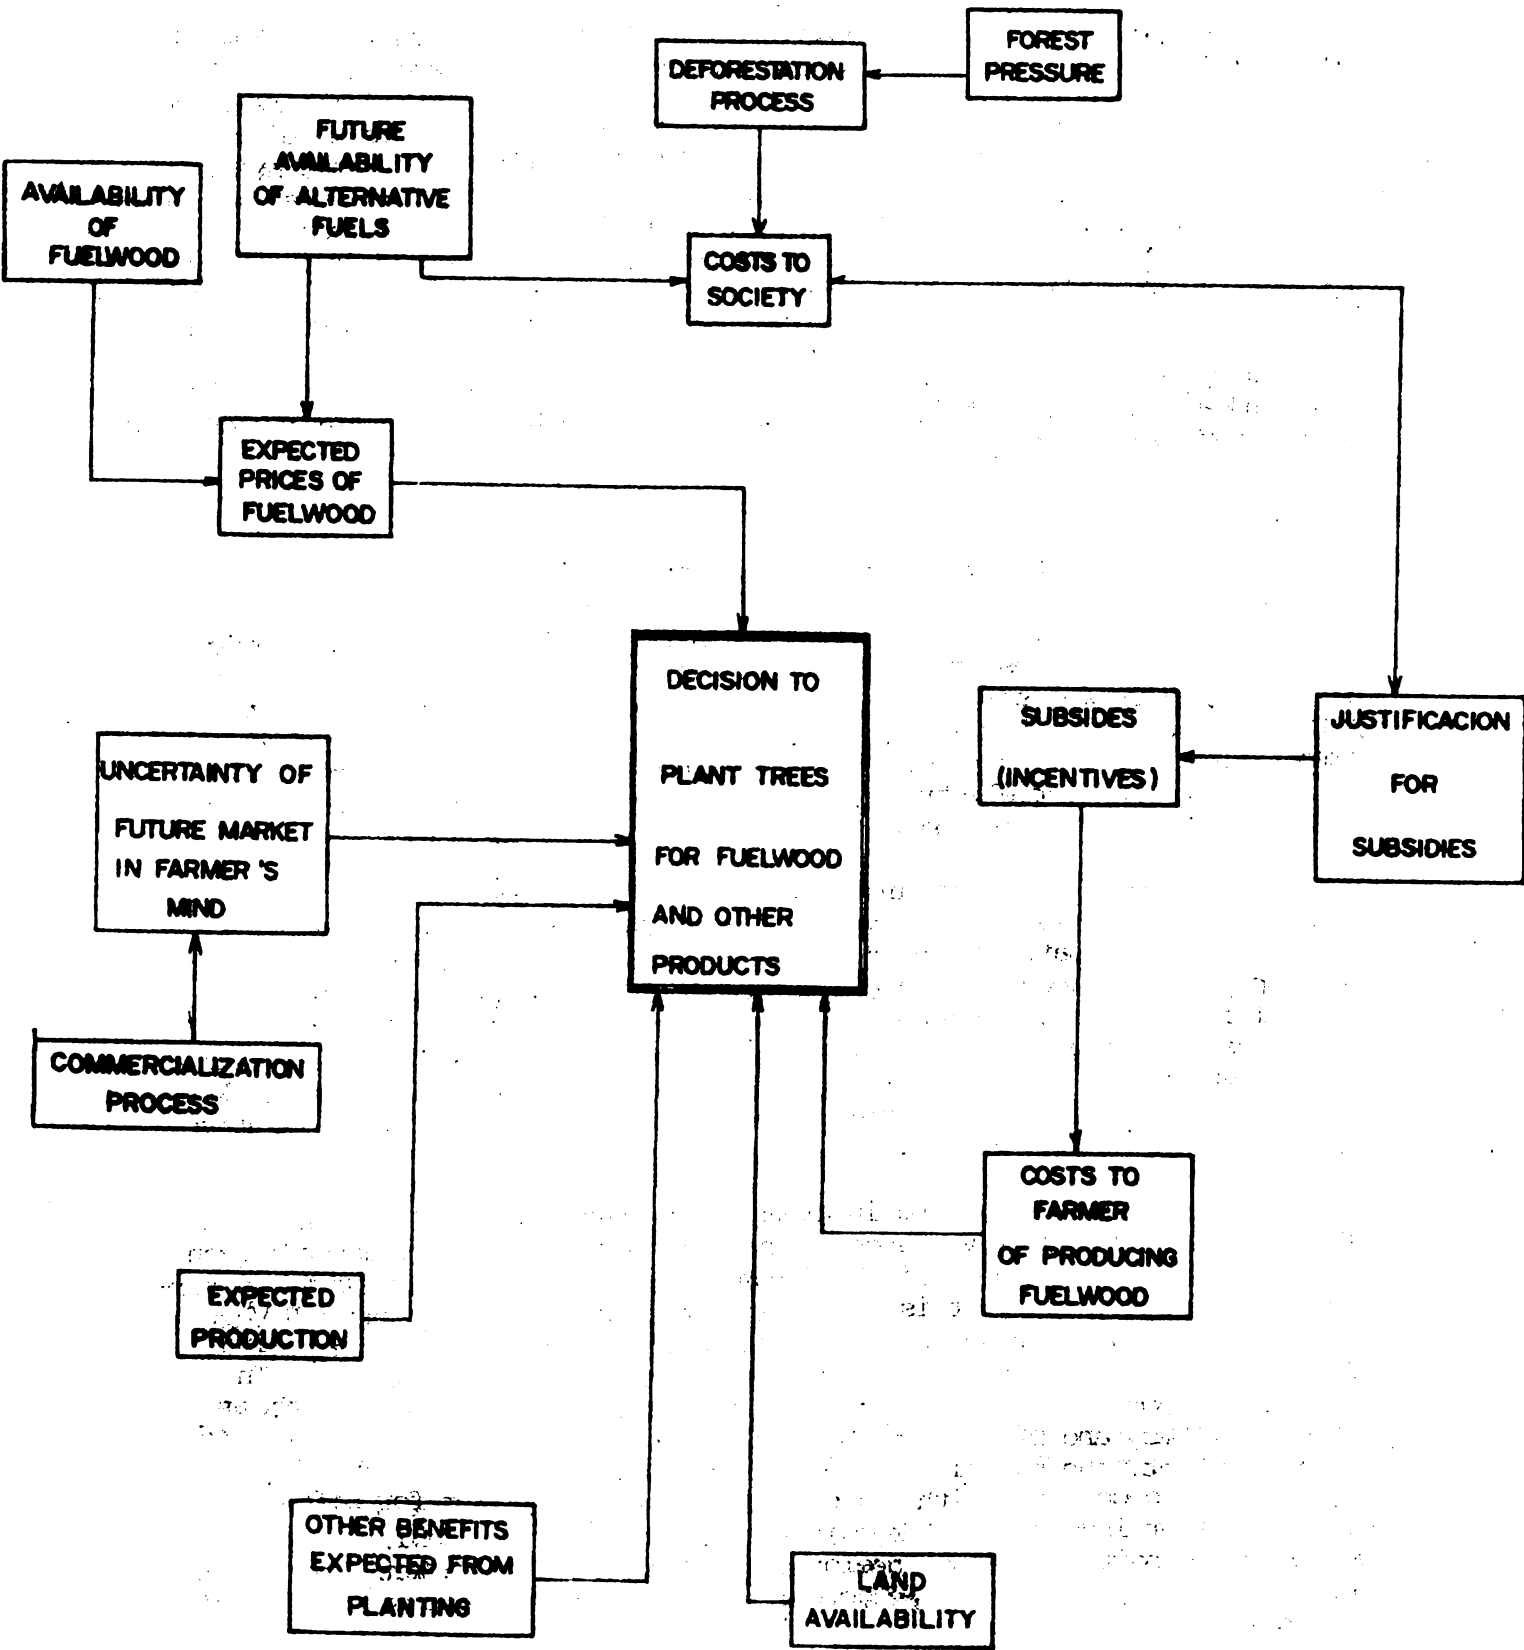 FOREST
PRESSURE
DEFORESTATION
PROCESS
FUTURE
AVAILABILITY
OF ALTERNATIVE
FUELS
AVAILABILITY
OF
FUELWOOD
COSTS TO
SOCIETY
EXPECTED
PRICES OF
FUELWOOD
DECISION TO
PLANT TREES
FOR FUELWOOD
AND OTHER
PRODUCTS
SUBSIDES
(INCENTIVES)
JUSTIFICACION
FOR
SUBSIDIES
UNCERTAINTY OF
FUTURE MARKET
IN FARMER'S
MIND
COMMERCIALIZATION
PROCESS
COSTS TO
FARMER
OF PRODUCING
FUELWOOD
EXPECTED
PRODUCTION
OTHER BENEFITS
EXPECTED FROM
PLANTING
LAND
AVAILABILITY